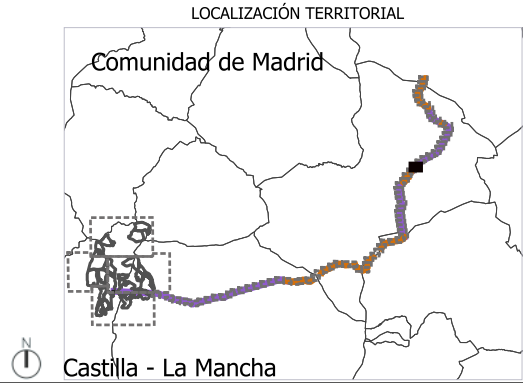 LOCALIZACIÓN TERRITORIAL
Comunidad de Madrid
N
Castilla - La Mancha